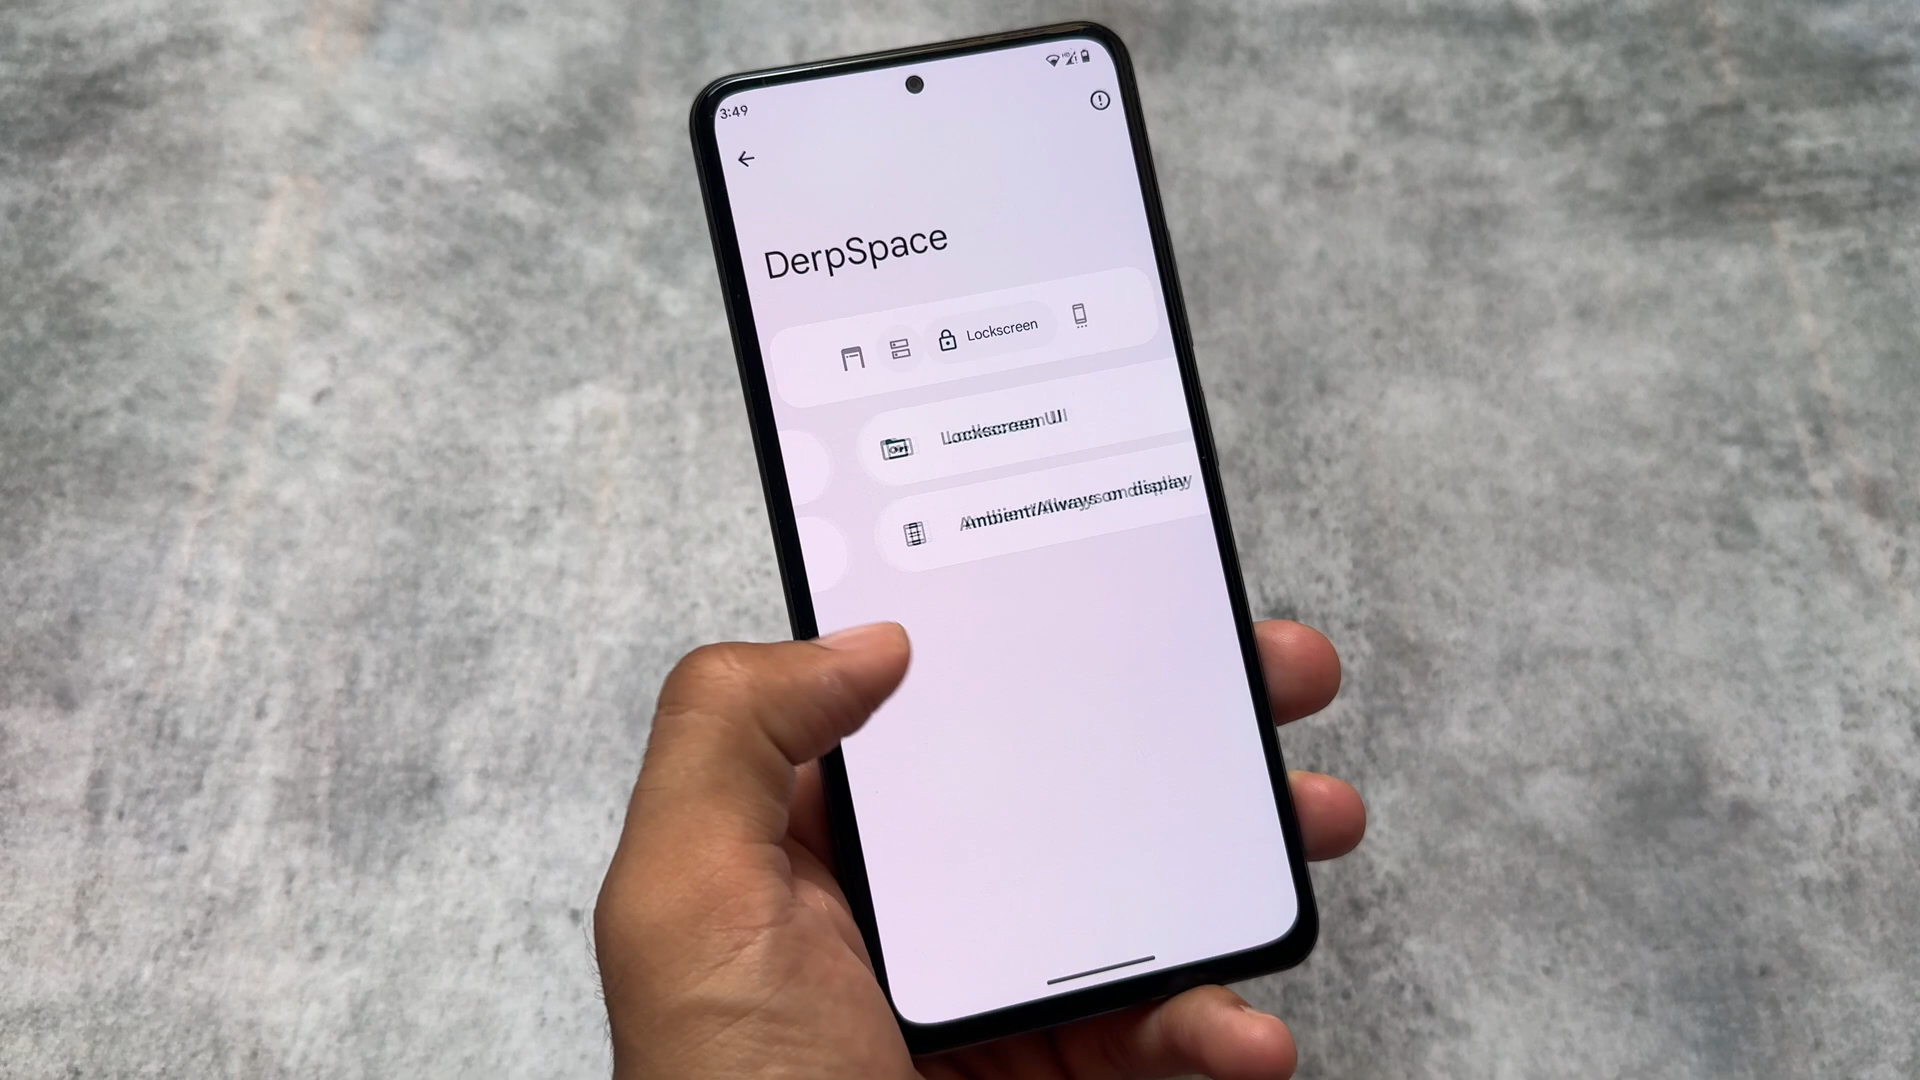 3:49
DerpSpace
Lockscreen
Lockscreen UI
Ambient/Always on display